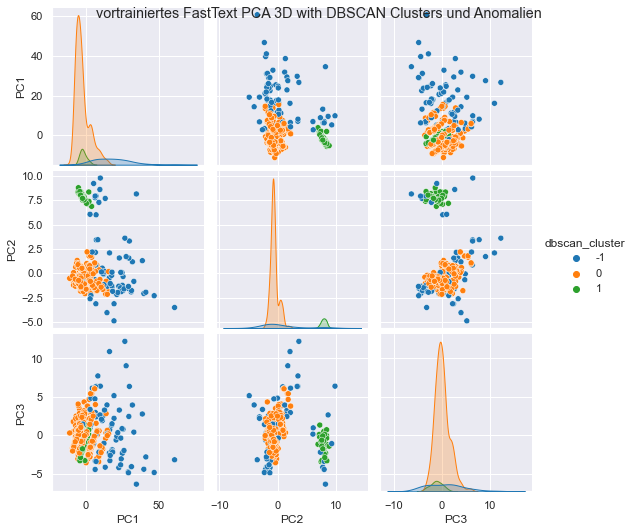 vortrainiertes FastText PCA 3D with DBSCAN Clusters und Anomalien
60
40
20
0
PC1
10.0
7.5
5.0
2.5
0.0
−2.5
−5.0
PC2
dbscan_cluster
-1
0
1
10
5
0
−5
PC3
0 50
PC1
−10 0 10
PC2
−10 0 10
PC3